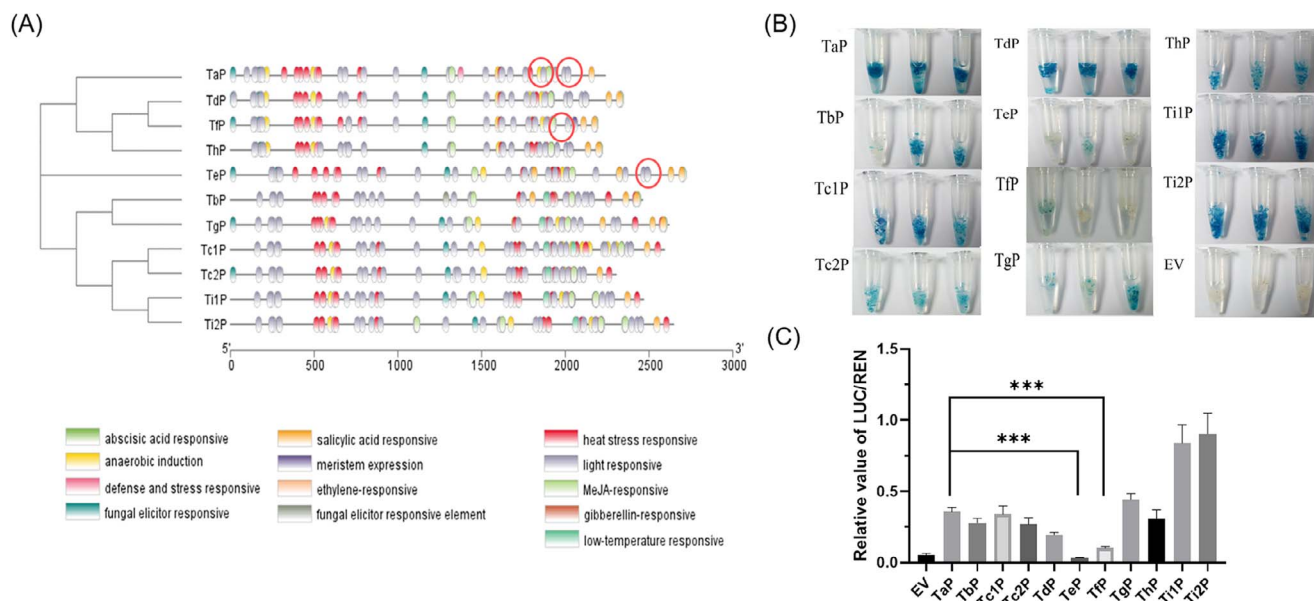 (A)
TaP
TdP
TfP
ThP
TeP
TbP
TgP
Tc1P
Tc2P
Ti1P
Ti2P
5' 3'
0 500 1000 1500 2000 2500 3000
abscisic acid responsive
anaerobic induction
defense and stress responsive
fungal elicitor responsive
salicylic acid responsive
meristem expression
ethylene-responsive
fungal elicitor responsive element
heat stress responsive
light responsive
MeJA-responsive
gibberellin-responsive
low-temperature responsive
(B)
TaP TdP ThP
TbP TeP Ti1P
Tc1P TfP Ti2P
Tc2P TgP EV
(C)
Relative value of LUC/REN
1.5
1.0
0.5
0.0
***
***
EV TaP TbP Tc1P Tc2P TdP TeP TfP TgP ThP Ti1P Ti2P